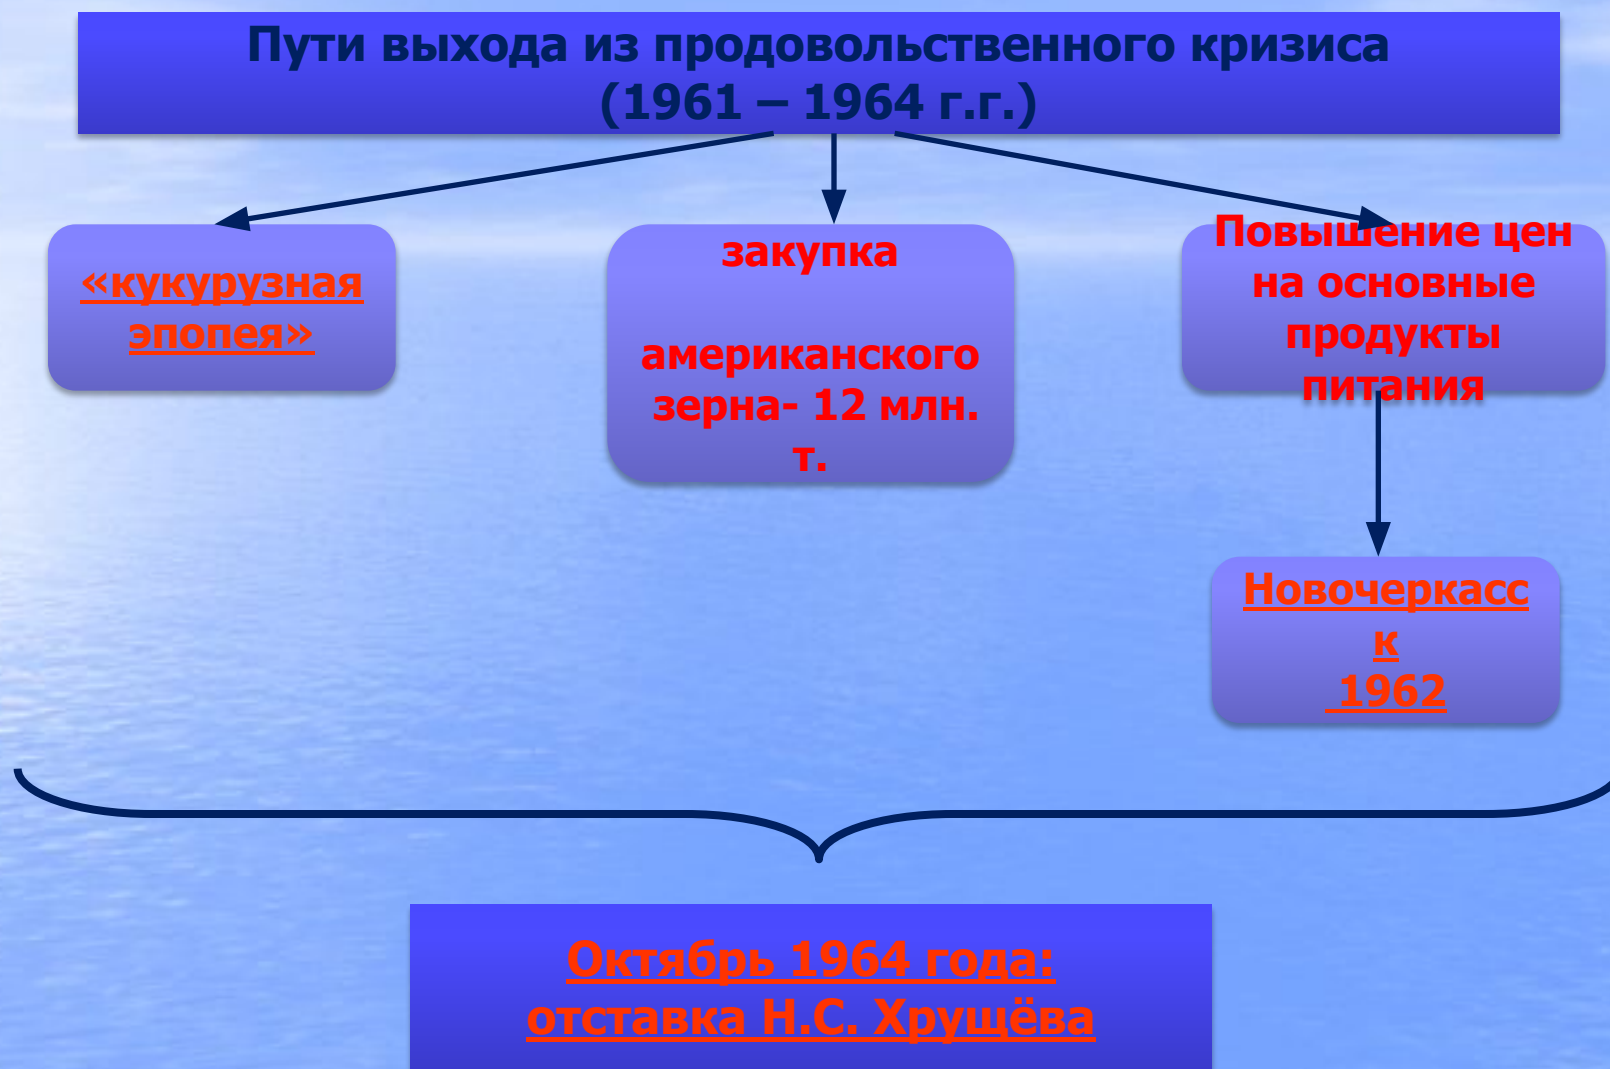 Пути выхода из продовольственного кризиса
(1961 – 1964 г.г.)
«кукурузная
эпопея»
закупка
американского
зерна- 12 млн.
т.
Повышение цен
на основные
продукты
питания
Новочеркасс
к
1962
Октябрь 1964 года:
отставка Н.С. Хрущёва